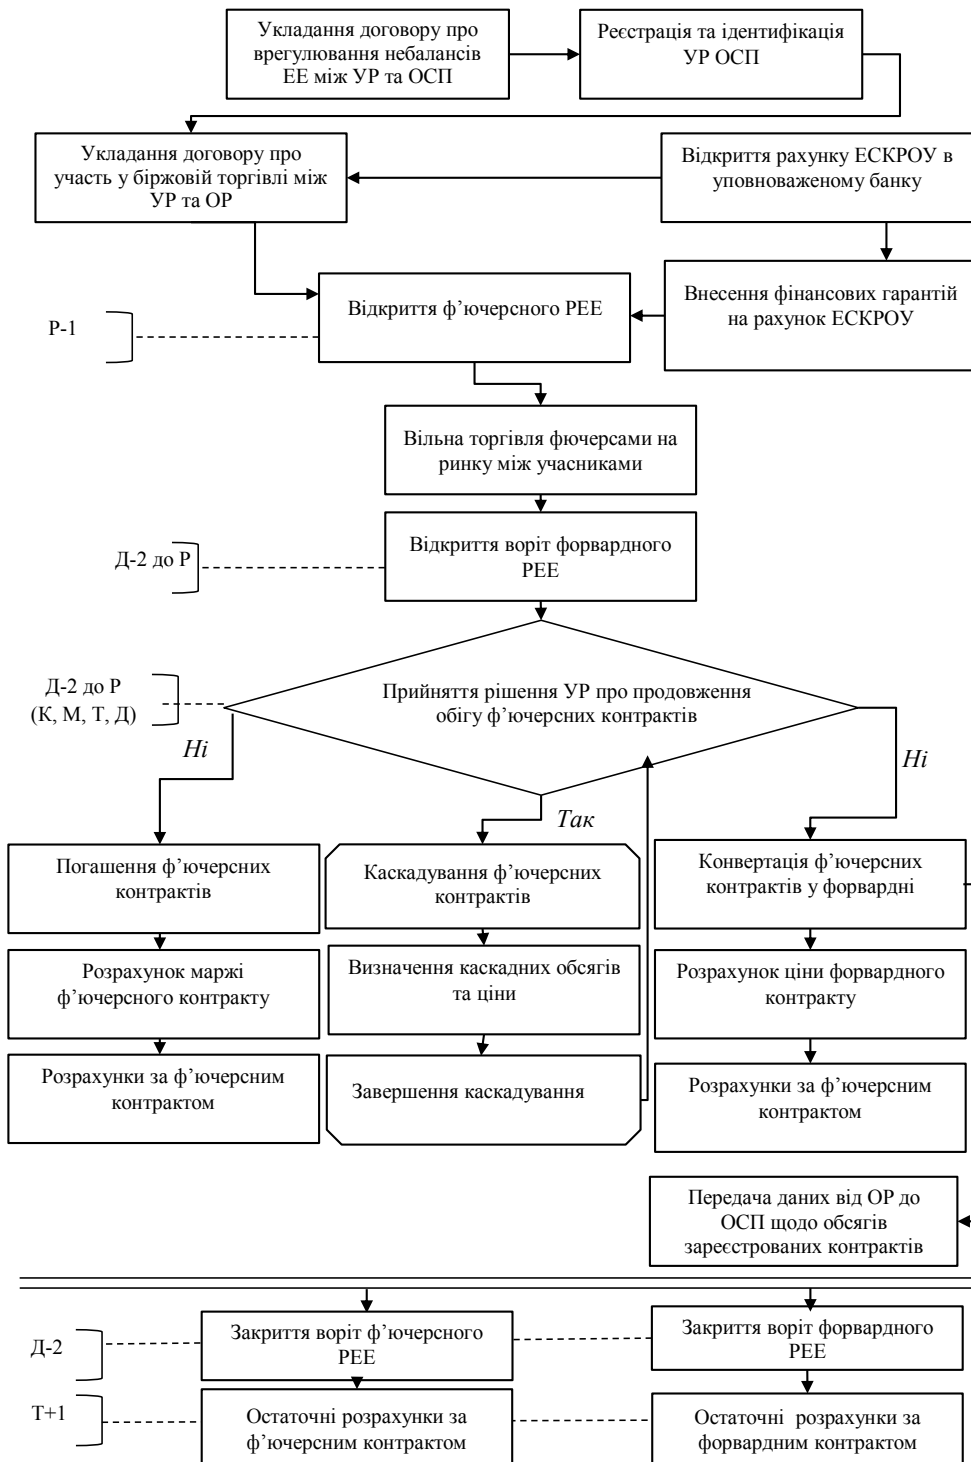 Укладання договору про
врегулювання небалансів
ЕЕ між УР та ОСП
Реєстрація та ідентифікація
УР ОСП
Укладання договору про
участь у біржовій торгівлі між
УР та ОР
Відкриття рахунку ЕСКРОУ в
уповноваженому банку
Відкриття ф’ючерсного РЕЕ
Внесення фінансових гарантій
на рахунок ЕСКРОУ
Р-1
Вільна торгівля фючерсами на
ринку між учасниками
Відкриття воріт форвардного
РЕЕ
Д-2 до Р
Прийняття рішення УР про продовження
обігу ф’ючерсних контрактів
Д-2 до Р
(К, М, Т, Д)
Ні
Так
Ні
Погашення ф’ючерсних
контрактів
Каскадування ф’ючерсних
контрактів
Конвертація ф’ючерсних
контрактів у форвардні
Розрахунок маржі
ф’ючерсного контракту
Визначення каскадних обсягів
та ціни
Розрахунок ціни форвардного
контракту
Розрахунки за ф’ючерсним
контрактом
Завершення каскадування
Розрахунки за ф’ючерсним
контрактом
Передача даних від ОР до
ОСП щодо обсягів
зареєстрованих контрактів
Д-2
Закриття воріт ф’ючерсного
РЕЕ
Закриття воріт форвардного
РЕЕ
Т+1
Остаточні розрахунки за
ф’ючерсним контрактом
Остаточні розрахунки за
форвардним контрактом